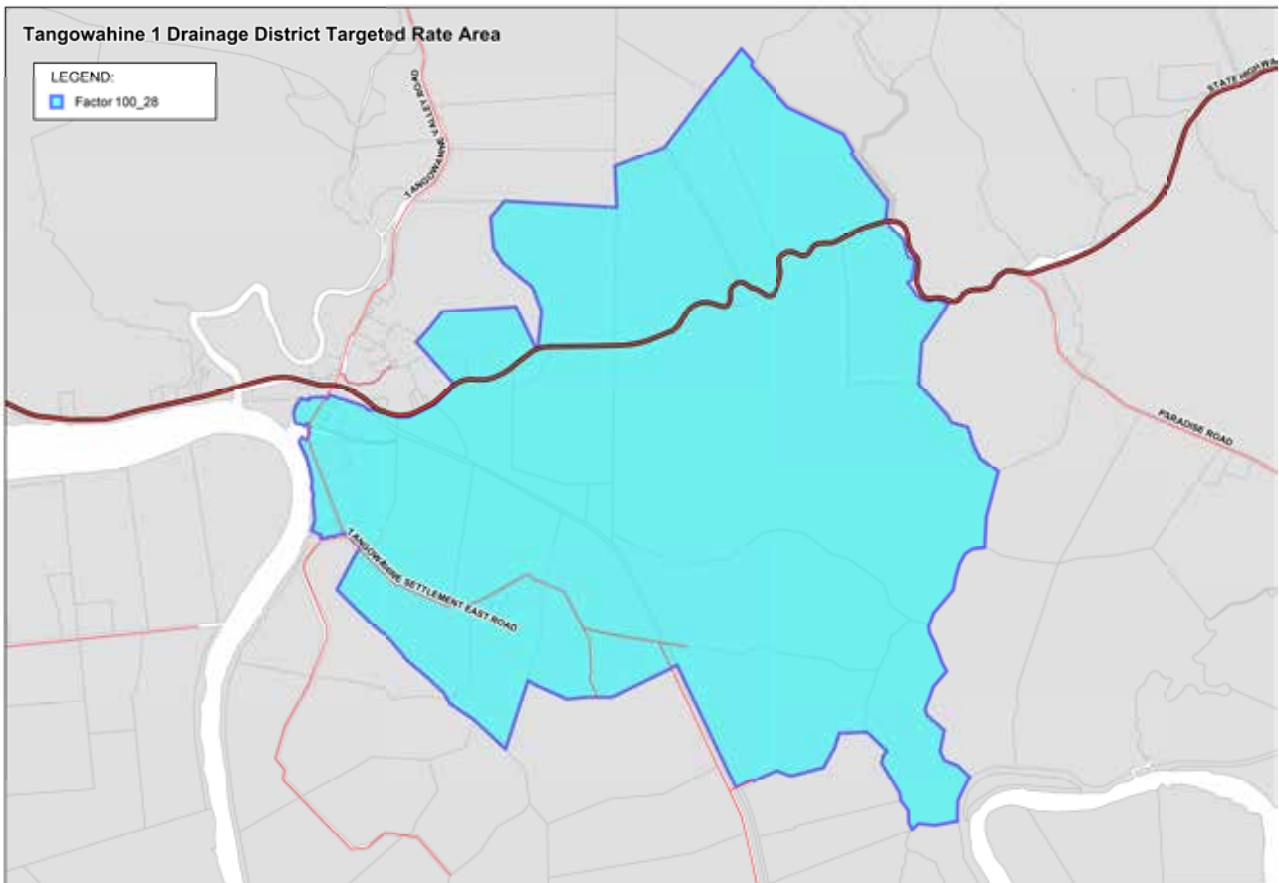 Tangowahine 1 Drainage District Targeted Rate Area
LEGEND:
Factor 100_28
TANGOWAHINE VALLEY ROAD
STATE HIGHWA
PARADISE ROAD
TANGOWAHINE SETTLEMENT EAST ROAD